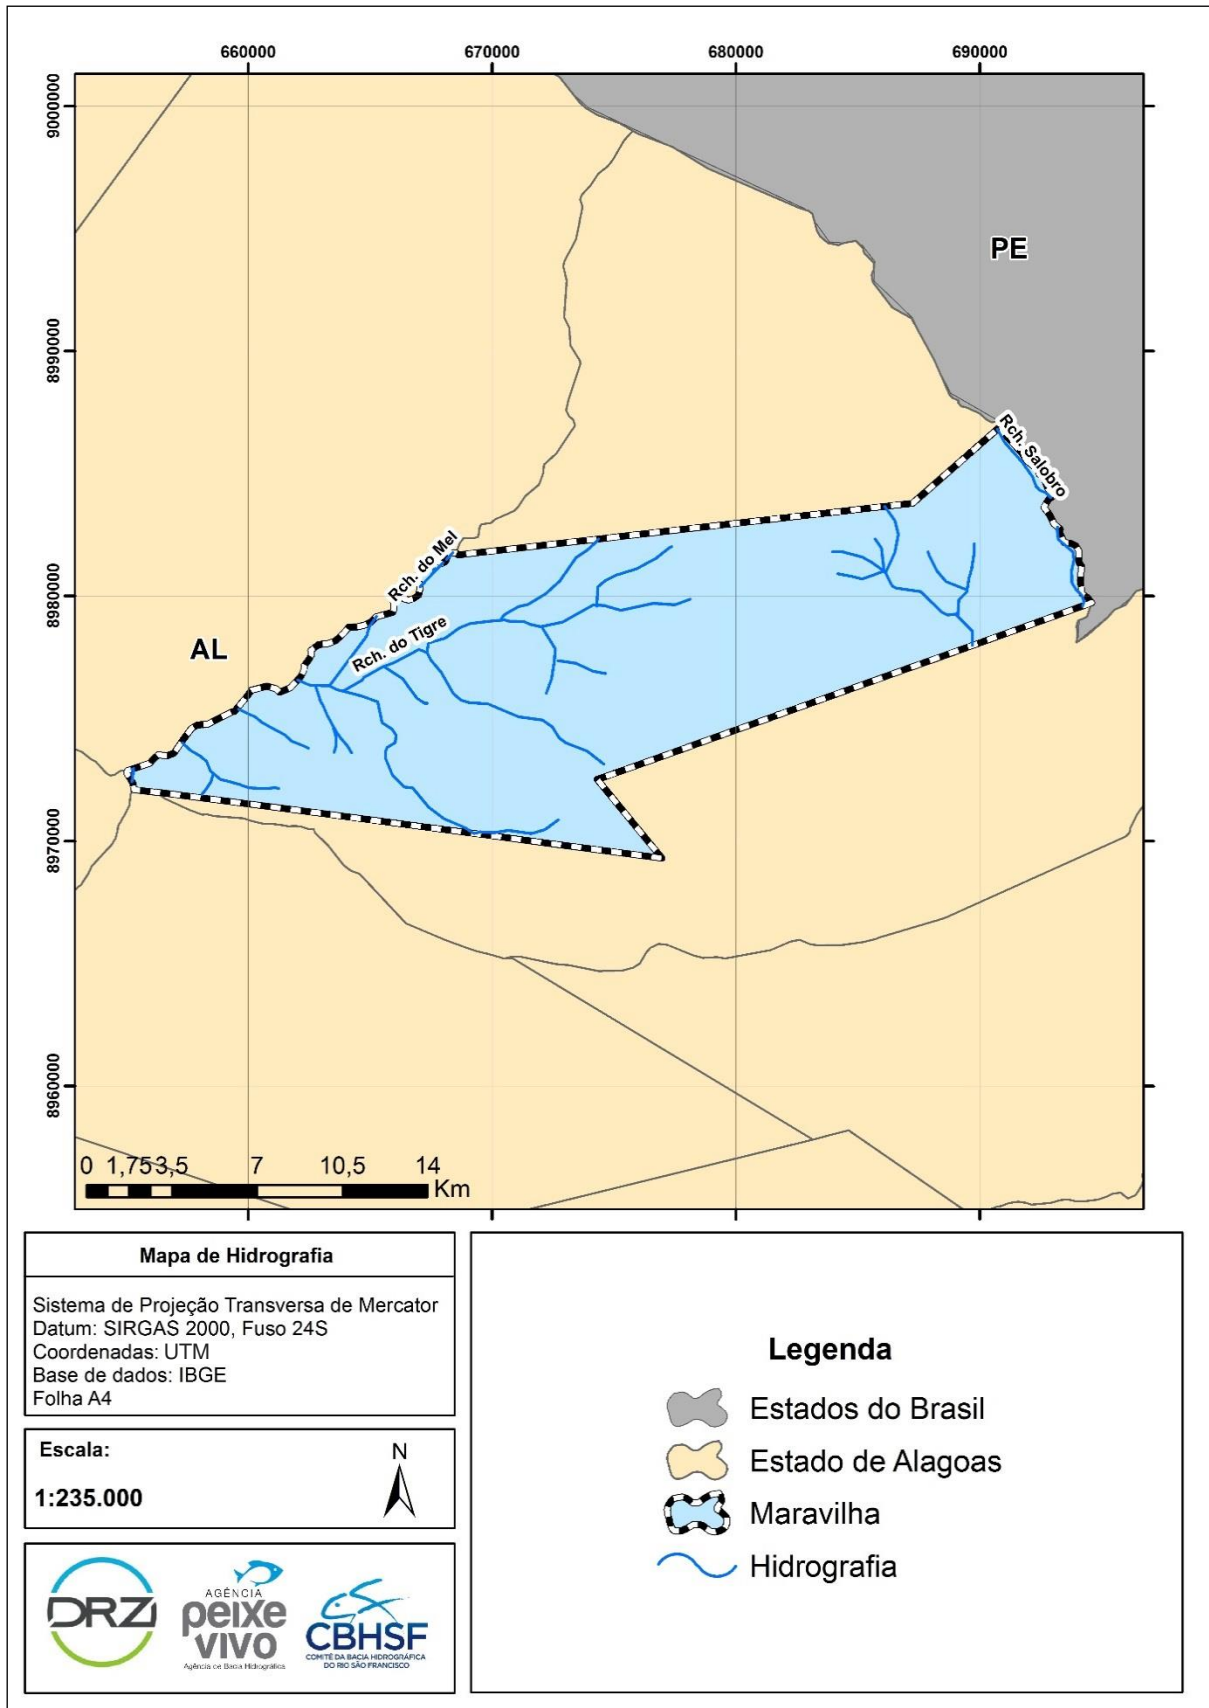 660000 670000 680000 690000
9000000
8990000
8980000
8970000
8960000
PE
Rch. Salobro
Rch. do Mel
Rch. do Tigre
AL
0 1,75 3,5 7 10,5 14
Km
Mapa de Hidrografia
Sistema de Projeção Transversa de Mercator
Datum: SIRGAS 2000, Fuso 24S
Coordenadas: UTM
Base de dados: IBGE
Folha A4
Escala:
1:235.000
N
DRZ
AGÊNCIA
peixe
vivo
Agência de Bacia Hidrográfica
CBHSF
COMITÊ DA BACIA HIDROGRÁFICA
DO RIO SÃO FRANCISCO
Legenda
Estados do Brasil
Estado de Alagoas
Maravilha
Hidrografia